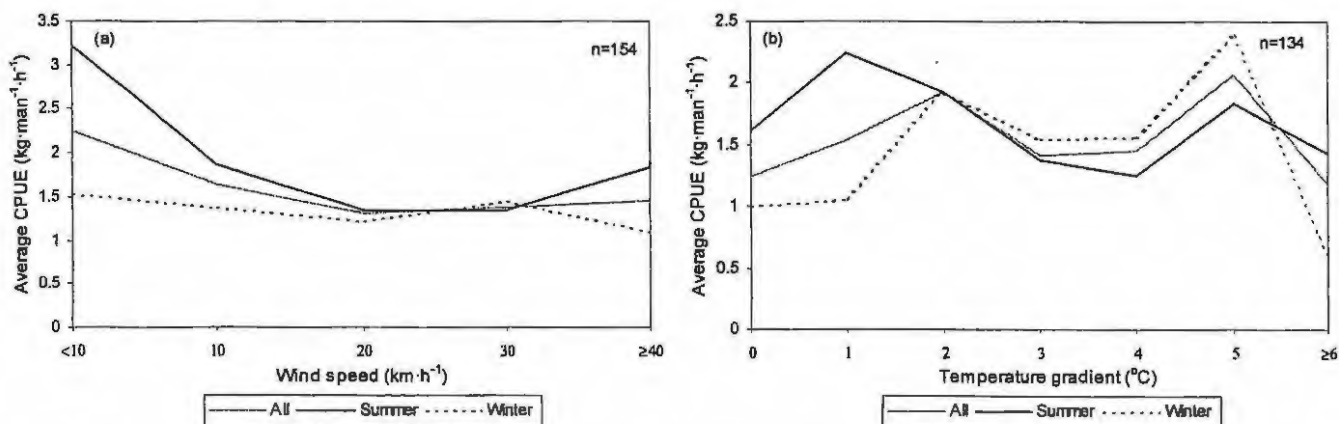 (a)
n=154
Average CPUE (kg·man⁻¹·h⁻¹)
3.5
3
2.5
2
1.5
1
0.5
0
<10
10
20
30
≥40
Wind speed (km·h⁻¹)
All
Summer
Winter
(b)
n=134
Average CPUE (kg·man⁻¹·h⁻¹)
2.5
2
1.5
1
0.5
0
0
1
2
3
4
5
≥6
Temperature gradient (°C)
All
Summer
Winter